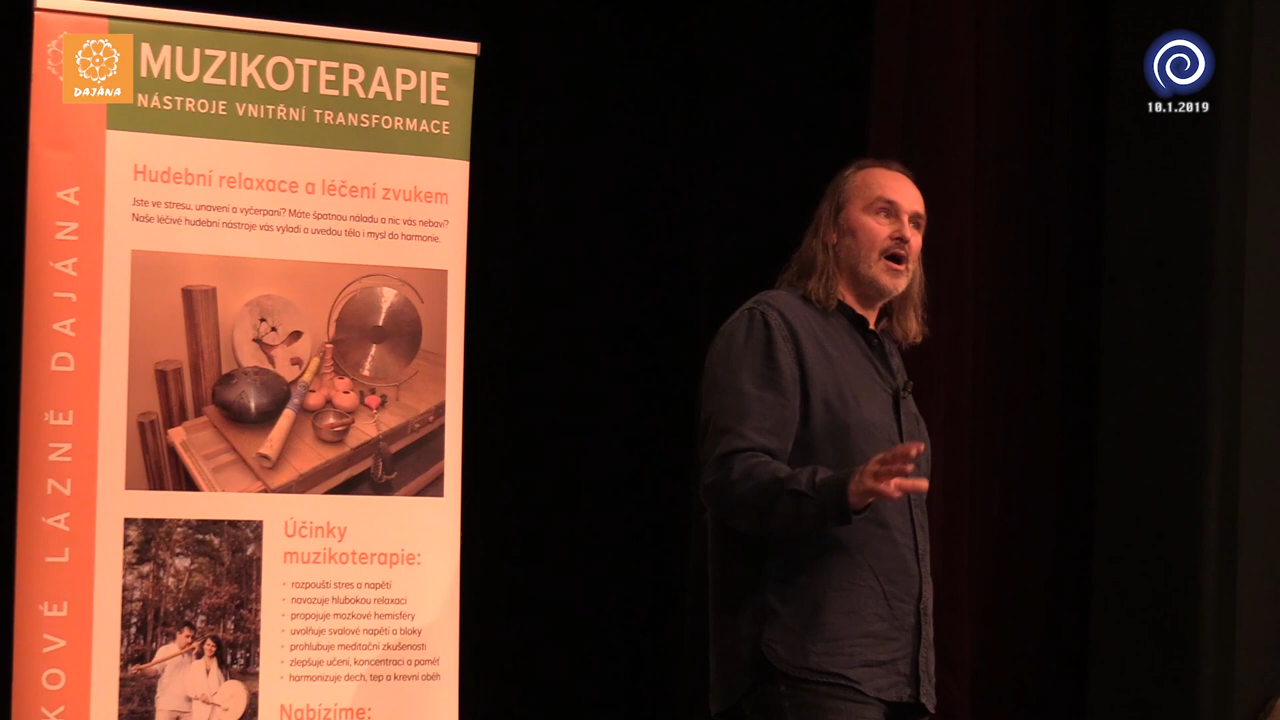 DAJÁNA
MUZIKOTERAPIE
NÁSTROJE VNITŘNÍ TRANSFORMACE
10.1.2019
Hudební relaxace a léčení zvukem
Jste ve stresu, unavení a vyčerpaní? Máte špatnou náladu a nic vás nebaví?
Naše léčivé hudební nástroje vás vyladí a uvedou tělo i mysl do harmonie.
KOVÉ LÁZNĚ DAJÁNA
Účinky
muzikoterapie:
• rozpouští stres a napětí
• navozuje hlubokou relaxaci
• propojuje mozkové hemisféry
• uvolňuje svalové napětí a bloky
• prohlubuje meditační zkušenosti
• zlepšuje učení, koncentraci a paměť
• harmonizuje dech, tep a krevní oběh
Nabízíme: